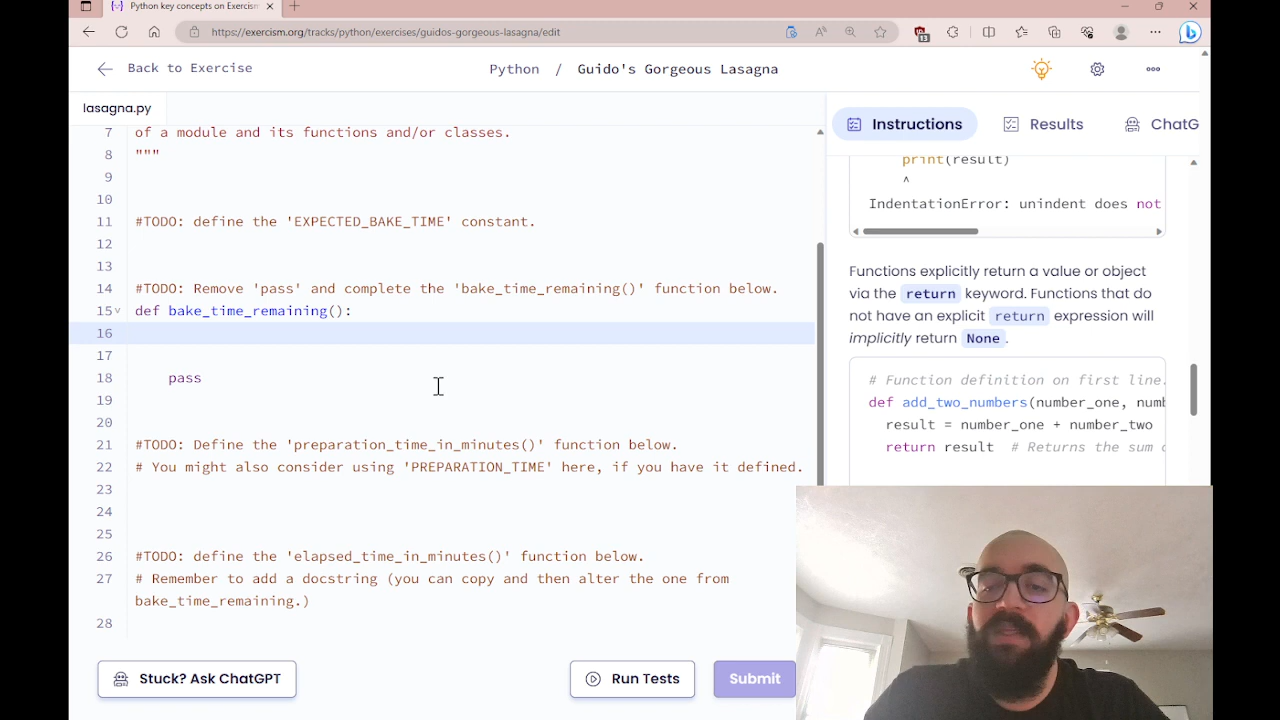 Python key concepts on Exercism
https://exercism.org/tracks/python/exercises/guidos-gorgeous-lasagna/edit
13
Back to Exercise
Python / Guido's Gorgeous Lasagna
lasagna.py
7 of a module and its functions and/or classes.
8 """
9
10
11 #TODO: define the 'EXPECTED_BAKE_TIME' constant.
12
13
14 #TODO: Remove 'pass' and complete the 'bake_time_remaining()' function below.
15 def bake_time_remaining():
16
17
18 pass
19
20
21 #TODO: Define the 'preparation_time_in_minutes()' function below.
22 # You might also consider using 'PREPARATION_TIME' here, if you have it defined.
23
24
25
26 #TODO: define the 'elapsed_time_in_minutes()' function below.
27 # Remember to add a docstring (you can copy and then alter the one from
bake_time_remaining.)
28
Stuck? Ask ChatGPT
Run Tests
Submit
Instructions
Results
ChatG
print(result)
^
IndentationError: unindent does not
Functions explicitly return a value or object
via the return keyword. Functions that do
not have an explicit return expression will
implicitly return None.
# Function definition on first line.
def add_two_numbers(number_one, numb
result = number_one + number_two
return result # Returns the sum o